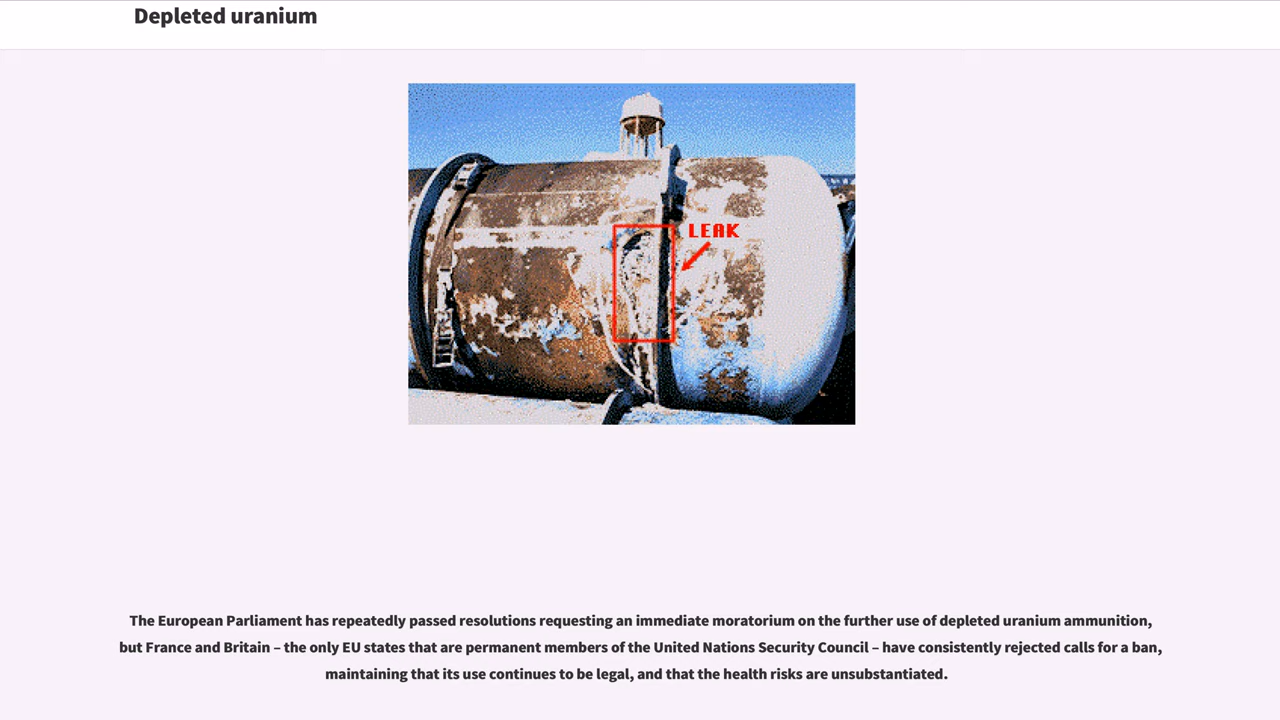 Depleted uranium
LEAK
The European Parliament has repeatedly passed resolutions requesting an immediate moratorium on the further use of depleted uranium ammunition,
but France and Britain – the only EU states that are permanent members of the United Nations Security Council – have consistently rejected calls for a ban,
maintaining that its use continues to be legal, and that the health risks are unsubstantiated.